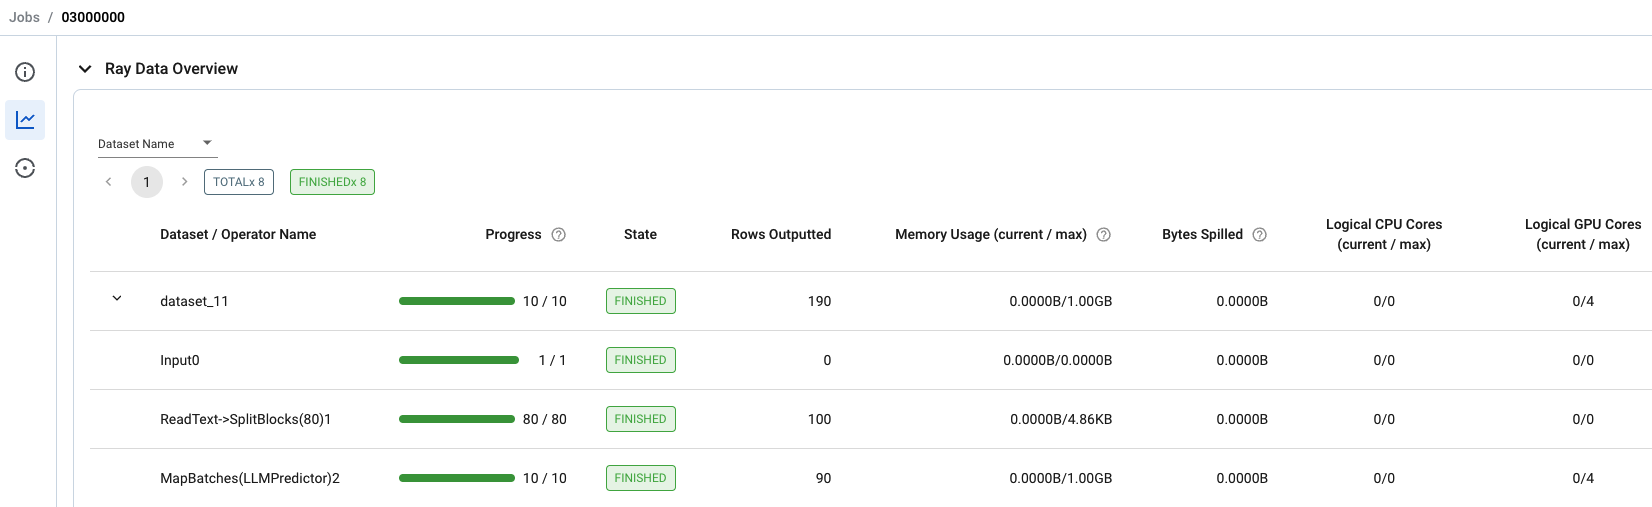 Jobs / 03000000
Ray Data Overview
Dataset Name
1 TOTALx 8 FINISHEDx 8
Dataset / Operator Name Progress State Rows Outputted Memory Usage (current / max) Bytes Spilled Logical CPU Cores (current / max) Logical GPU Cores (current / max)
dataset_11 10 / 10 FINISHED 190 0.0000B/1.00GB 0.0000B 0/0 0/4
Input0 1 / 1 FINISHED 0 0.0000B/0.0000B 0.0000B 0/0 0/0
ReadText->SplitBlocks(80)1 80 / 80 FINISHED 100 0.0000B/4.86KB 0.0000B 0/0 0/0
MapBatches(LLMPredictor)2 10 / 10 FINISHED 90 0.0000B/1.00GB 0.0000B 0/0 0/4